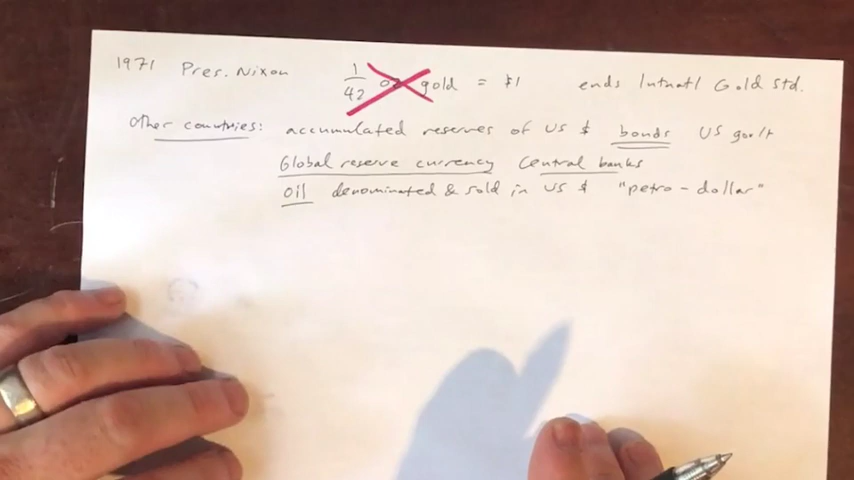 1971 Pres. Nixon 1/42 oz gold = $1 ends Intnat'l Gold Std.
Other countries: accumulated reserves of US $ bonds US gov't
Global reserve currency Central banks
Oil denominated & sold in US $ "petro-dollar"